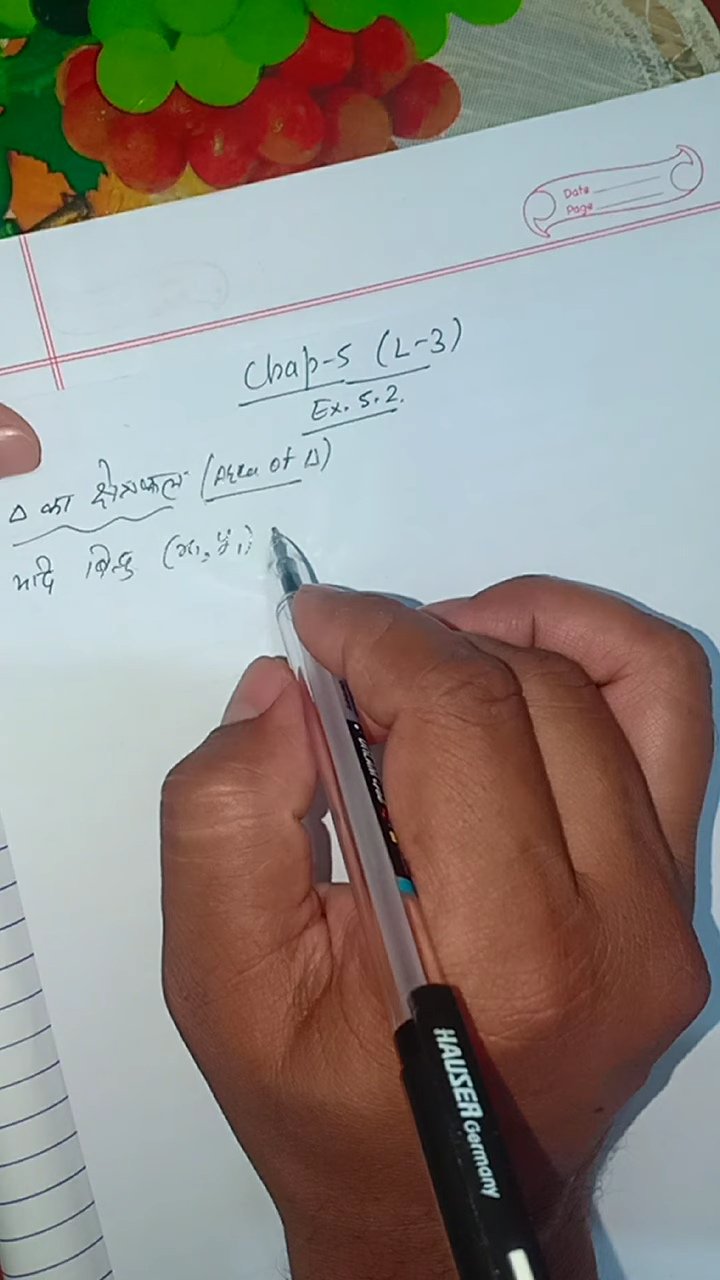 Date
Page
Chap-5 (L-3)
Ex. 5.2.
Δ का क्षेत्रफल (Area of Δ)
यदि बिन्दु (x₁, y₁)
HAUSER Germany